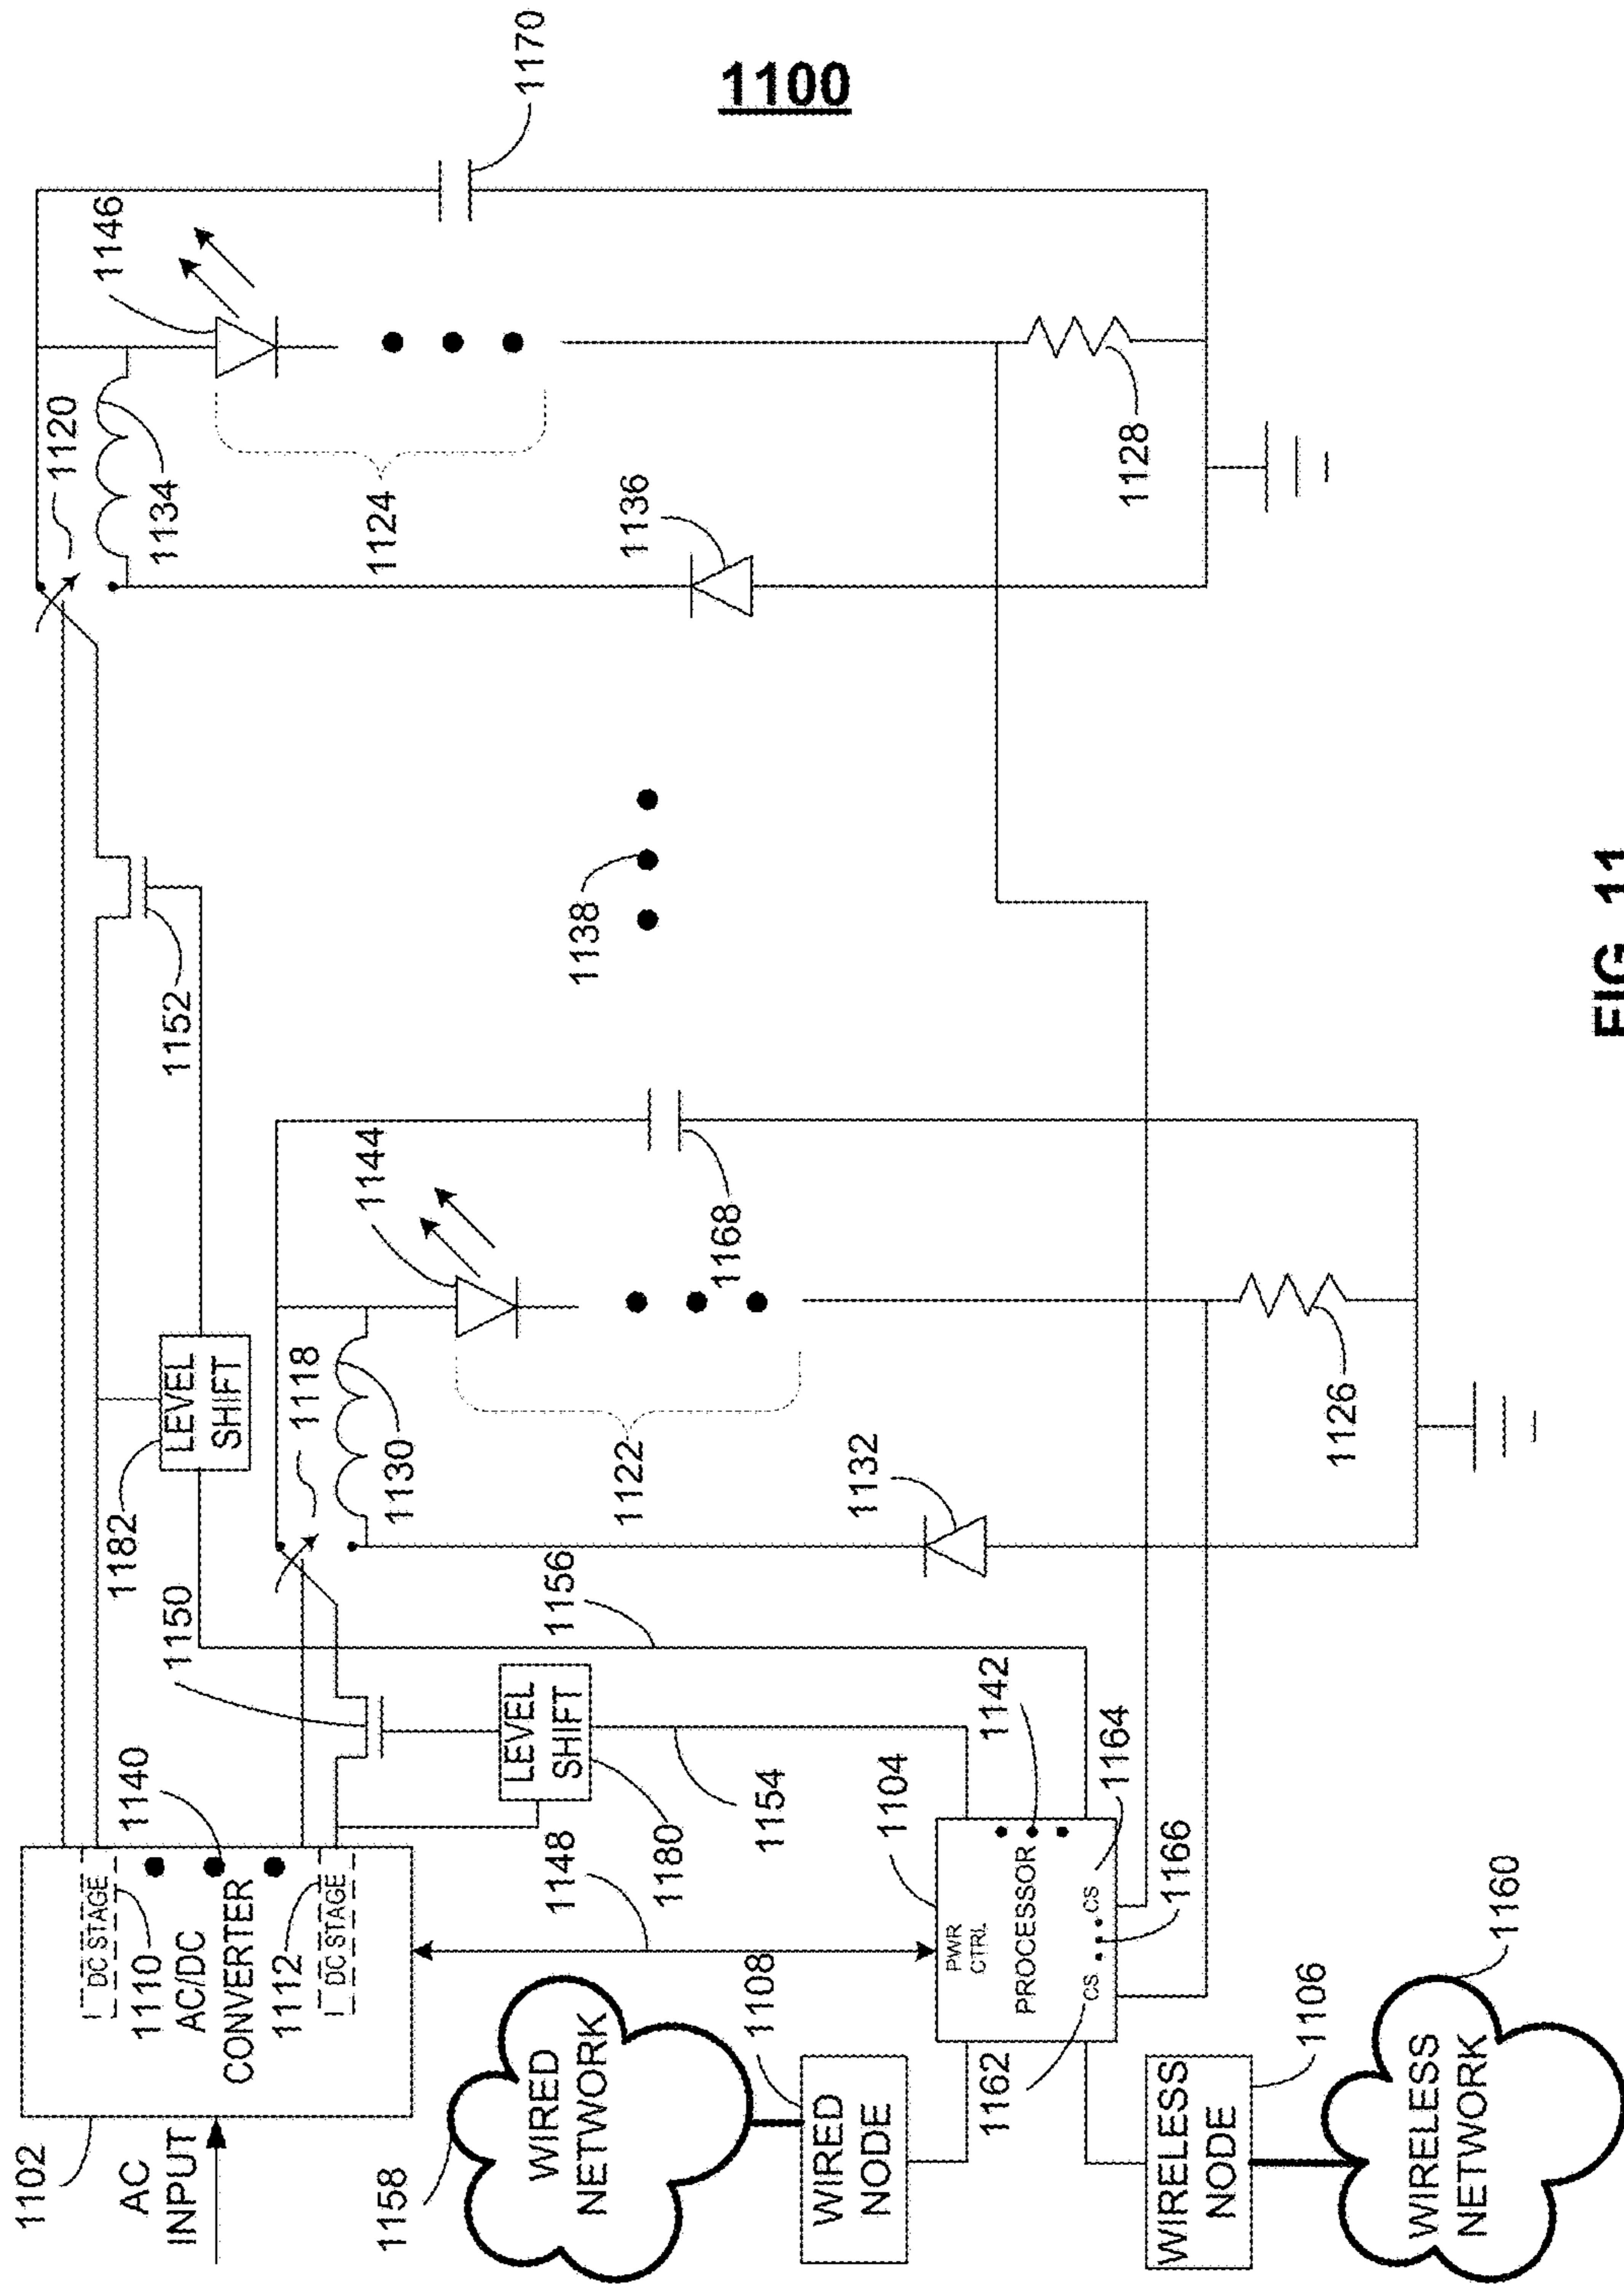 1100
1170
1146
1120
1134
1124
1136
1128
1152
1138
1144
1168
LEVEL
SHIFT
1182
1118
1130
1122
1132
1126
1150
1156
LEVEL
SHIFT
1180
1154
1140
DC STAGE
1110
AC/DC
CONVERTER
1112
DC STAGE
1102
AC
INPUT
1148
1104
1142
1164
PWR
CTRL
PROCESSOR
CS
CS
1166
1162
1108
WIRED
NODE
WIRED
NETWORK
1158
1106
WIRELESS
NODE
1160
WIRELESS
NETWORK
FIG. 11